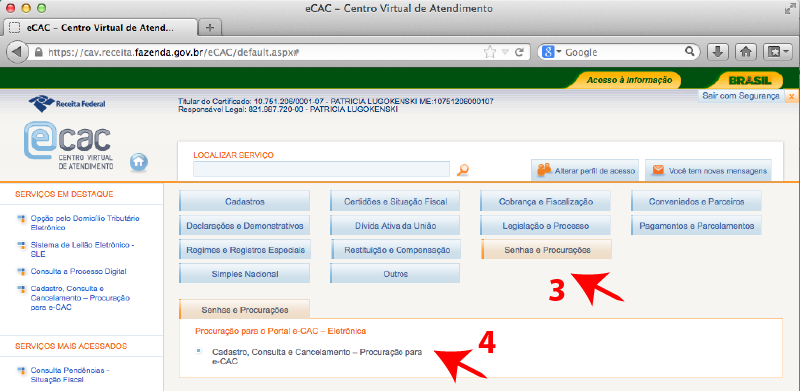 eCAC – Centro Virtual de Atendimento
eCAC – Centro Virtual de Atend...
https://cav.receita.fazenda.gov.br/eCAC/default.aspx#
Google
Acesso à informação
BRASIL
Receita Federal
Titular do Certificado: 10.751.206/0001-07 - PATRICIA LUGOKENSKI ME:10751206000107
Responsável Legal: 821.987.720-00 - PATRICIA LUGOKENSKI
Sair com Segurança
x
ecac
CENTRO VIRTUAL
DE ATENDIMENTO
LOCALIZAR SERVIÇO
Alterar perfil de acesso
Você tem novas mensagens
SERVIÇOS EM DESTAQUE
Opção pelo Domicílio Tributário
Eletrônico
Sistema de Leilão Eletrônico -
SLE
Consulta a Processo Digital
Cadastro, Consulta e
Cancelamento – Procuração
para e-CAC
SERVIÇOS MAIS ACESSADOS
Consulta Pendências -
Situação Fiscal
Cadastros
Certidões e Situação Fiscal
Cobrança e Fiscalização
Conveniados e Parceiros
Declarações e Demonstrativos
Dívida Ativa da União
Legislação e Processo
Pagamentos e Parcelamentos
Regimes e Registros Especiais
Restituição e Compensação
Senhas e Procurações
Simples Nacional
Outros
3
Senhas e Procurações
Procuração para o Portal e-CAC – Eletrônica
4
Cadastro, Consulta e Cancelamento – Procuração para
e-CAC